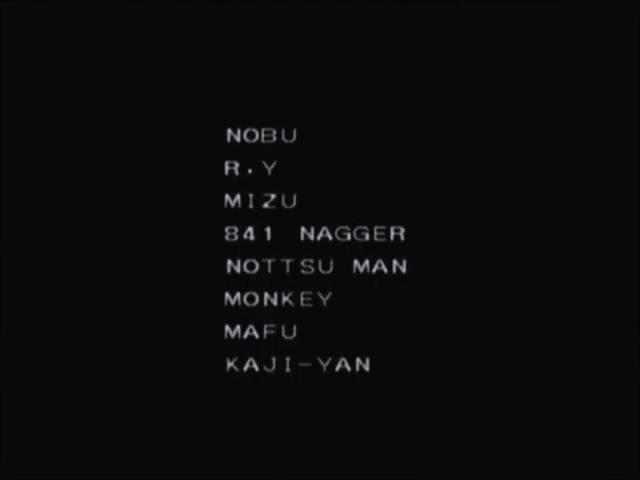 NOBU
R.Y
MIZU
841 NAGGER
NOTTSU MAN
MONKEY
MAFU
KAJI-YAN